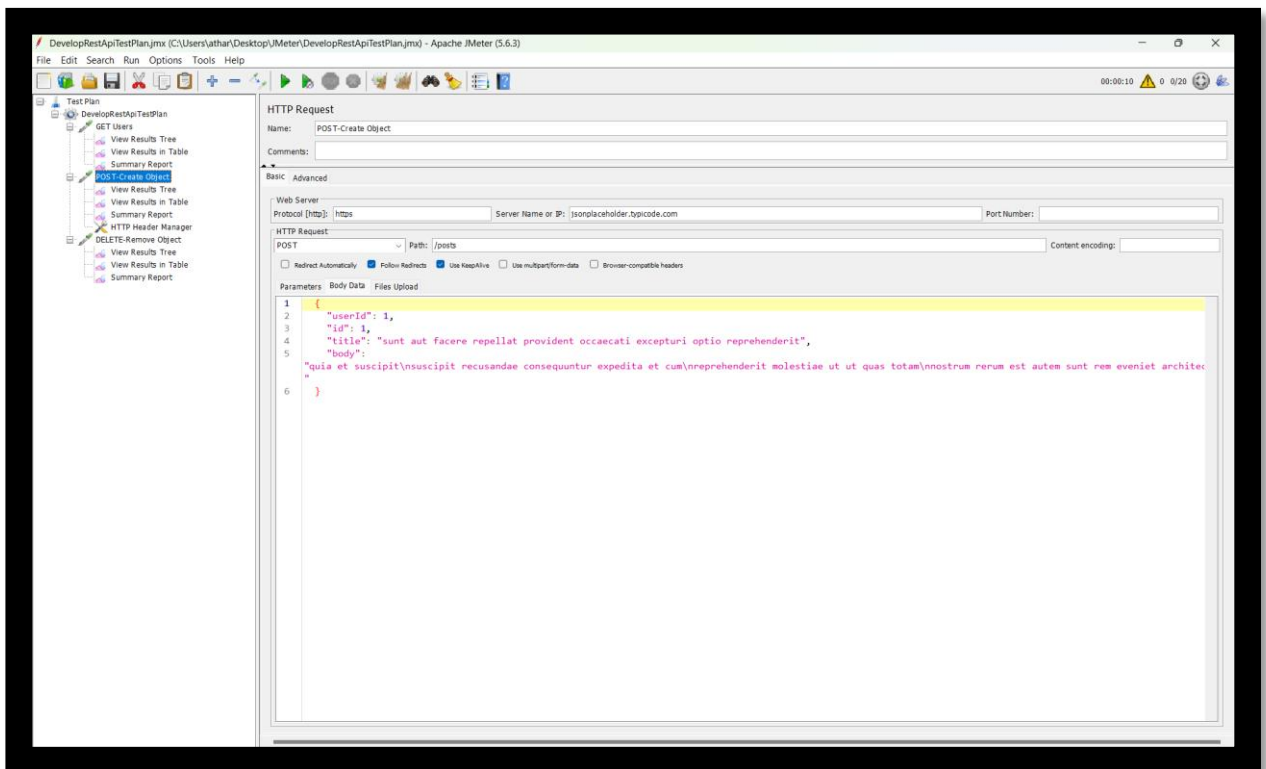 DevelopRestApiTestPlan.jmx (C:\Users\athar\Desktop\JMeter\DevelopRestApiTestPlan.jmx) - Apache JMeter (5.6.3)
File Edit Search Run Options Tools Help
00:00:10 0 0/20
Test Plan
DevelopRestApiTestPlan
GET Users
View Results Tree
View Results in Table
Summary Report
POST-Create Object
View Results Tree
View Results in Table
Summary Report
HTTP Header Manager
DELETE-Remove Object
View Results Tree
View Results in Table
Summary Report
HTTP Request
Name: POST-Create Object
Comments:
Basic Advanced
Web Server
Protocol [http]: https Server Name or IP: jsonplaceholder.typicode.com Port Number:
HTTP Request
POST Path: /posts Content encoding:
Redirect Automatically Follow Redirects Use KeepAlive Use multipart/form-data Browser-compatible headers
Parameters Body Data Files Upload
1 {
2 "userId": 1,
3 "id": 1,
4 "title": "sunt aut facere repellat provident occaecati excepturi optio reprehenderit",
5 "body":
"quia et suscipit\nsuscipit recusandae consequuntur expedita et cum\nreprehenderit molestiae ut ut quas totam\nnostrum rerum est autem sunt rem eveniet architec
"
6 }